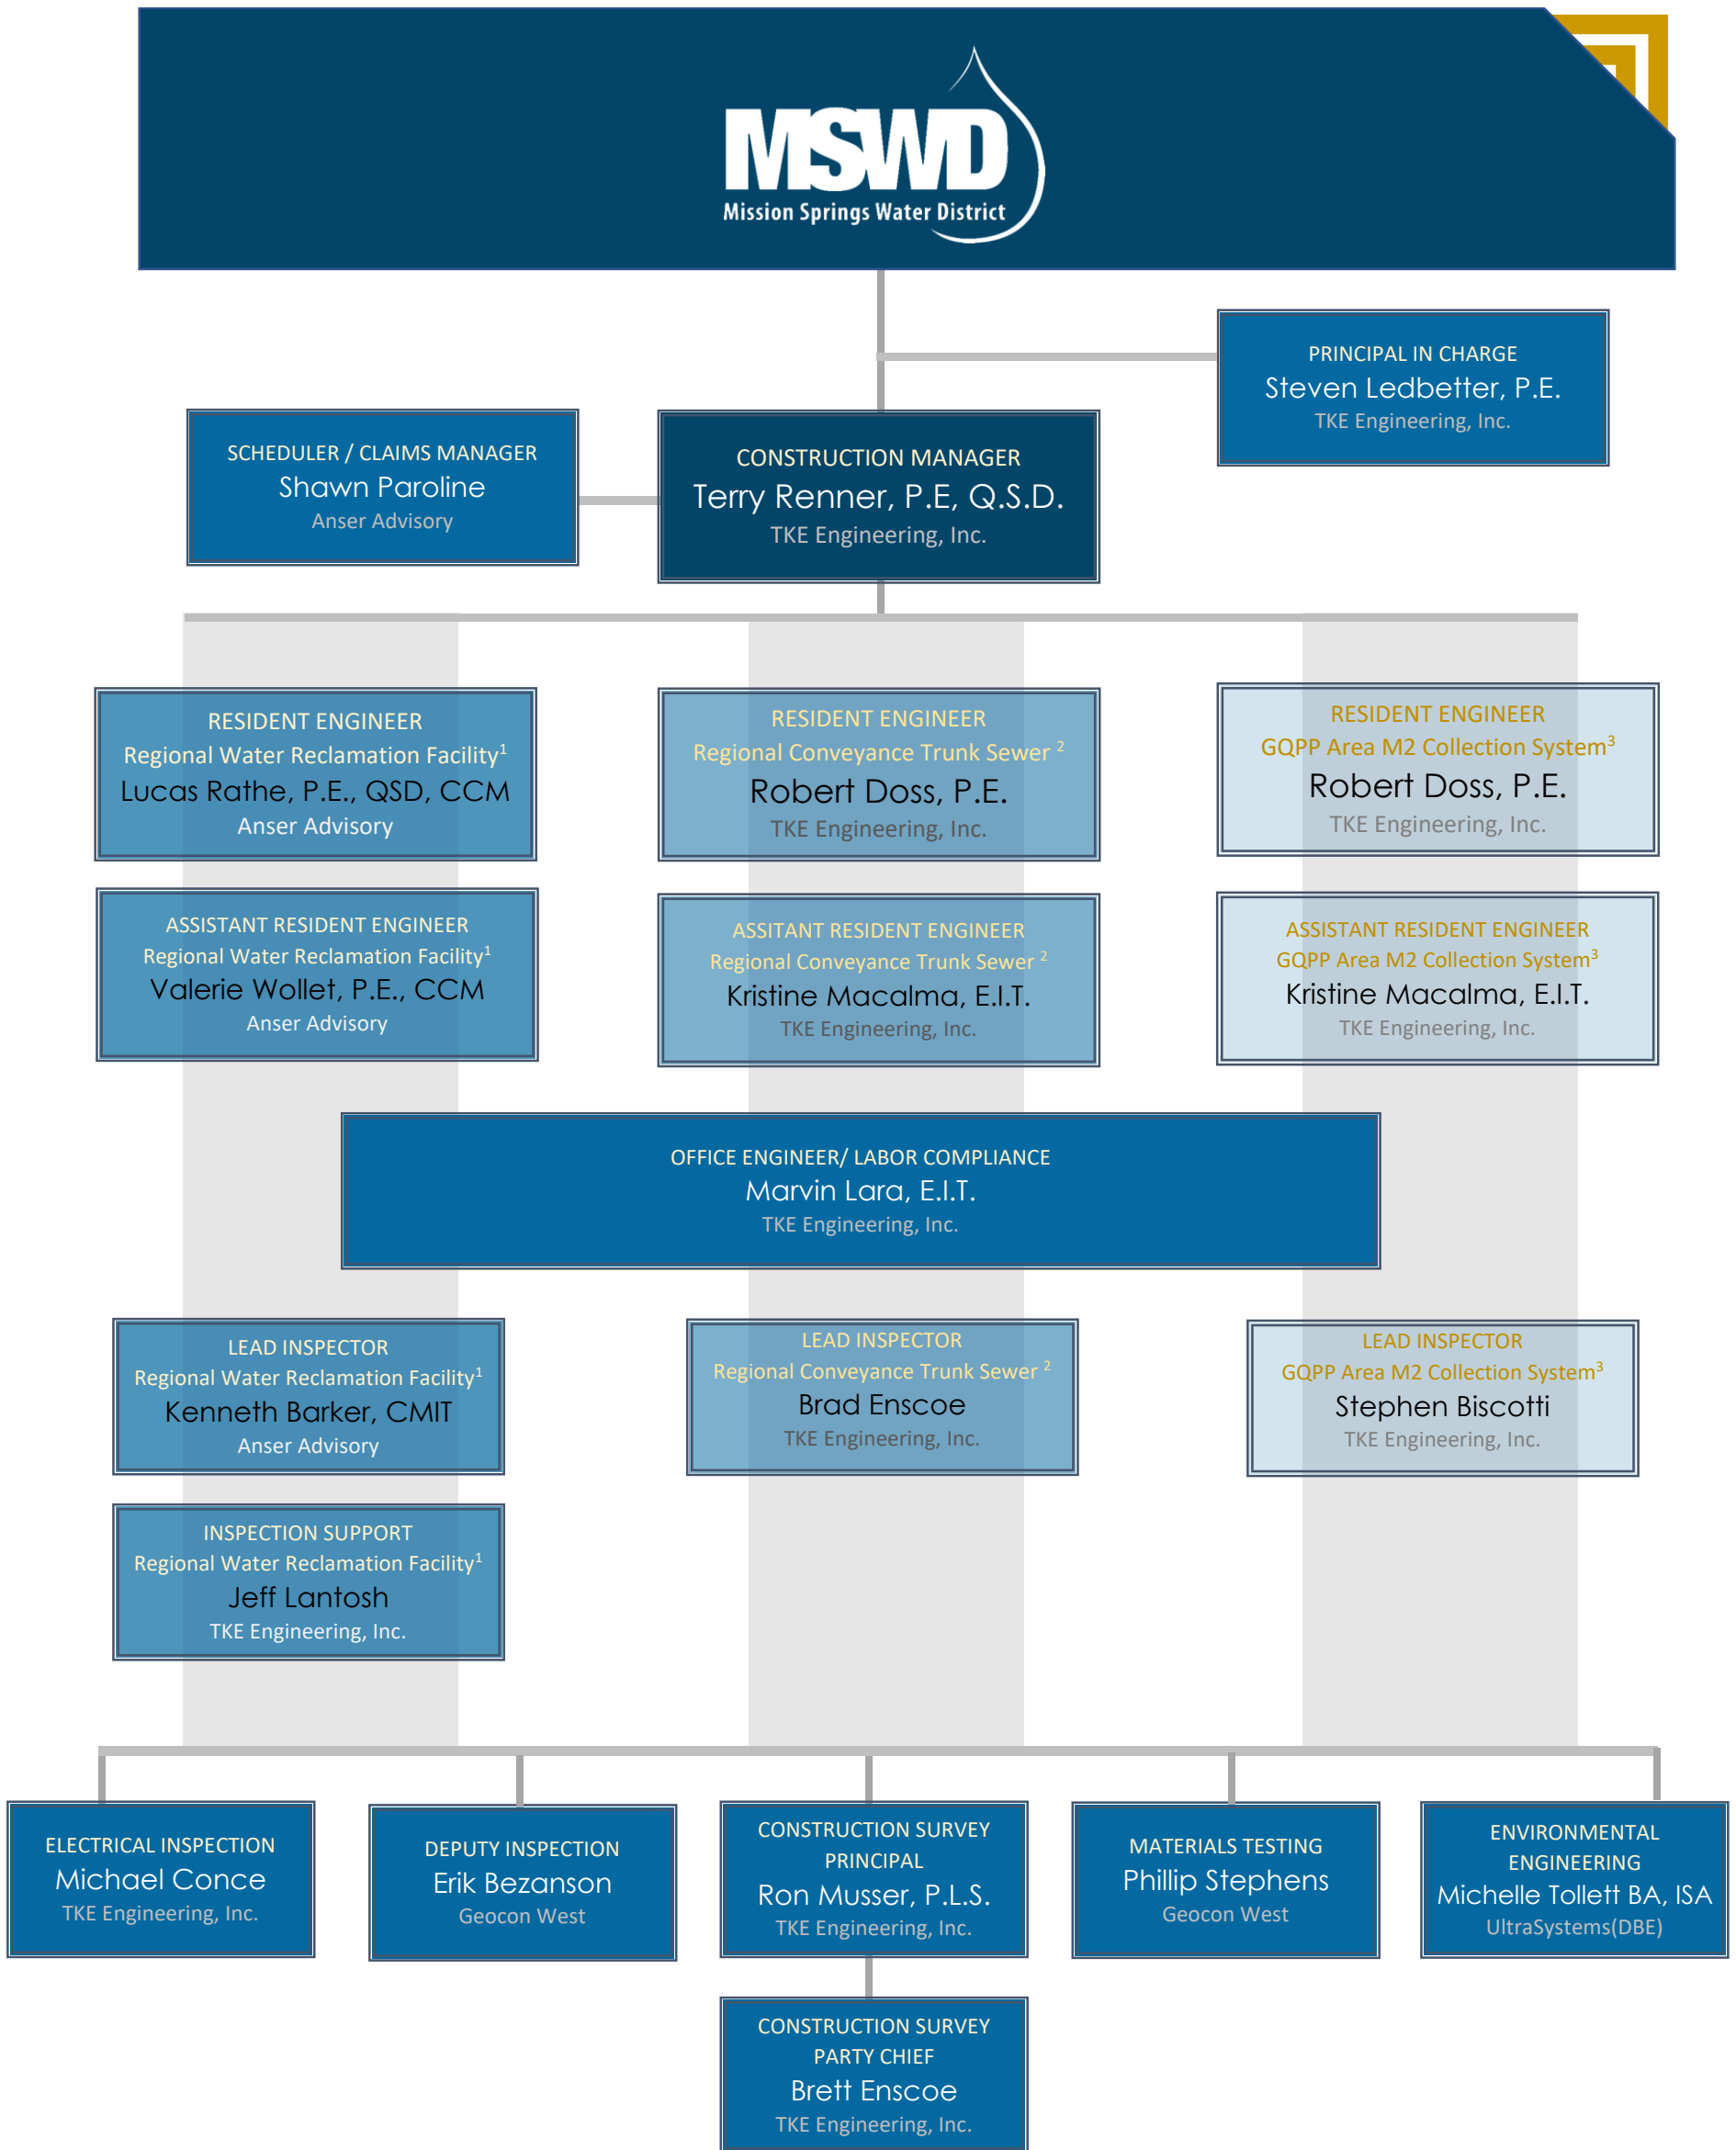 MSWD
Mission Springs Water District
PRINCIPAL IN CHARGE
Steven Ledbetter, P.E.
TKE Engineering, Inc.
SCHEDULER / CLAIMS MANAGER
Shawn Paroline
Anser Advisory
CONSTRUCTION MANAGER
Terry Renner, P.E, Q.S.D.
TKE Engineering, Inc.
RESIDENT ENGINEER
Regional Water Reclamation Facility¹
Lucas Rathe, P.E., QSD, CCM
Anser Advisory
RESIDENT ENGINEER
Regional Conveyance Trunk Sewer ²
Robert Doss, P.E.
TKE Engineering, Inc.
RESIDENT ENGINEER
GQPP Area M2 Collection System³
Robert Doss, P.E.
TKE Engineering, Inc.
ASSISTANT RESIDENT ENGINEER
Regional Water Reclamation Facility¹
Valerie Wollet, P.E., CCM
Anser Advisory
ASSITANT RESIDENT ENGINEER
Regional Conveyance Trunk Sewer ²
Kristine Macalma, E.I.T.
TKE Engineering, Inc.
ASSISTANT RESIDENT ENGINEER
GQPP Area M2 Collection System³
Kristine Macalma, E.I.T.
TKE Engineering, Inc.
OFFICE ENGINEER/ LABOR COMPLIANCE
Marvin Lara, E.I.T.
TKE Engineering, Inc.
LEAD INSPECTOR
Regional Water Reclamation Facility¹
Kenneth Barker, CMIT
Anser Advisory
LEAD INSPECTOR
Regional Conveyance Trunk Sewer ²
Brad Enscoe
TKE Engineering, Inc.
LEAD INSPECTOR
GQPP Area M2 Collection System³
Stephen Biscotti
TKE Engineering, Inc.
INSPECTION SUPPORT
Regional Water Reclamation Facility¹
Jeff Lantosh
TKE Engineering, Inc.
ELECTRICAL INSPECTION
Michael Conce
TKE Engineering, Inc.
DEPUTY INSPECTION
Erik Bezanson
Geocon West
CONSTRUCTION SURVEY
PRINCIPAL
Ron Musser, P.L.S.
TKE Engineering, Inc.
MATERIALS TESTING
Phillip Stephens
Geocon West
ENVIRONMENTAL
ENGINEERING
Michelle Tollett BA, ISA
UltraSystems(DBE)
CONSTRUCTION SURVEY
PARTY CHIEF
Brett Enscoe
TKE Engineering, Inc.